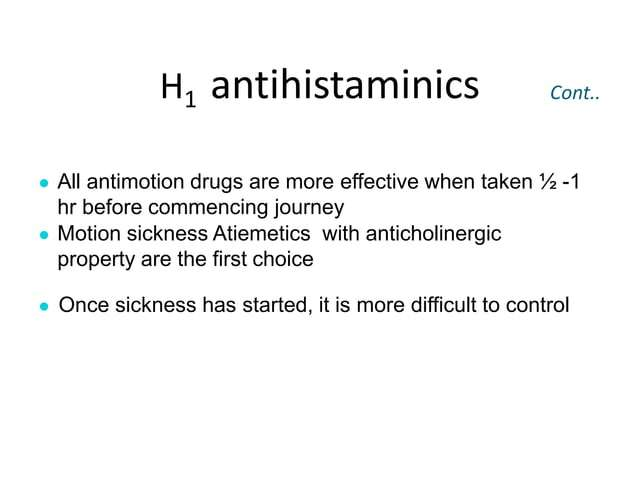 H₁ antihistaminics
Cont..
● All antimotion drugs are more effective when taken ½ -1
hr before commencing journey
● Motion sickness Atiemetics with anticholinergic
property are the first choice
● Once sickness has started, it is more difficult to control